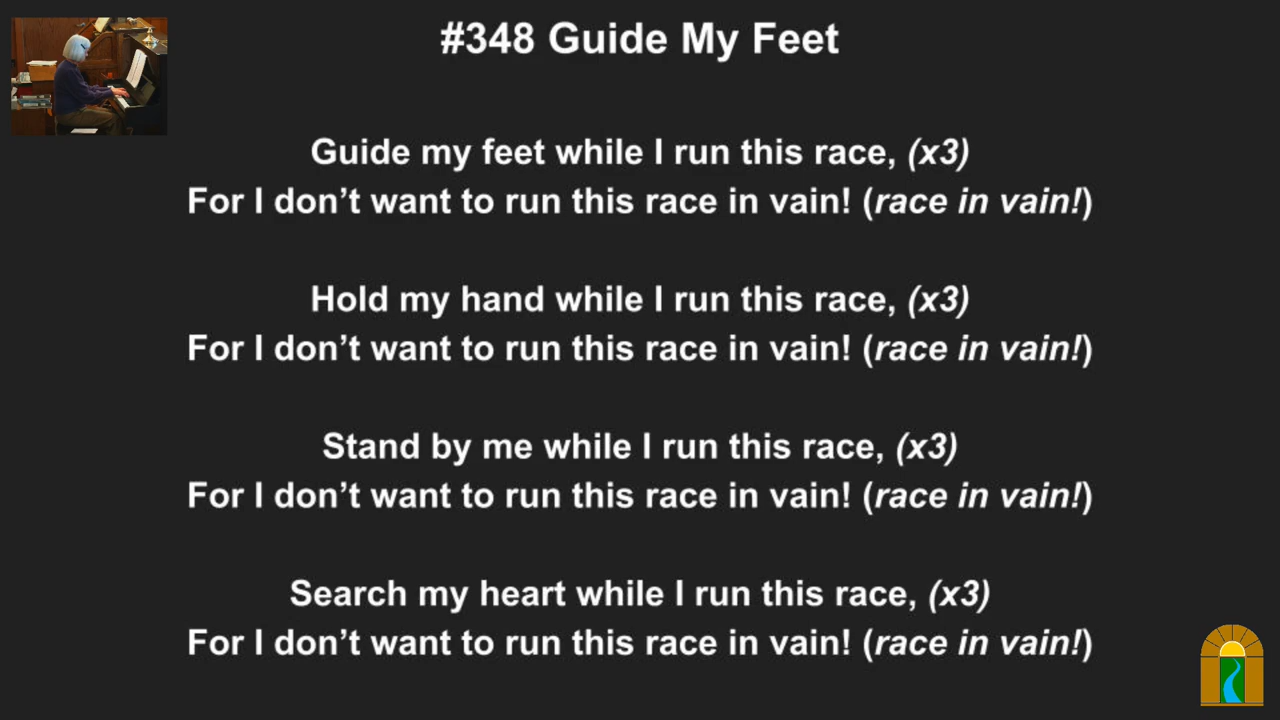 #348 Guide My Feet
Guide my feet while I run this race, (x3)
For I don’t want to run this race in vain! (race in vain!)
Hold my hand while I run this race, (x3)
For I don’t want to run this race in vain! (race in vain!)
Stand by me while I run this race, (x3)
For I don’t want to run this race in vain! (race in vain!)
Search my heart while I run this race, (x3)
For I don’t want to run this race in vain! (race in vain!)